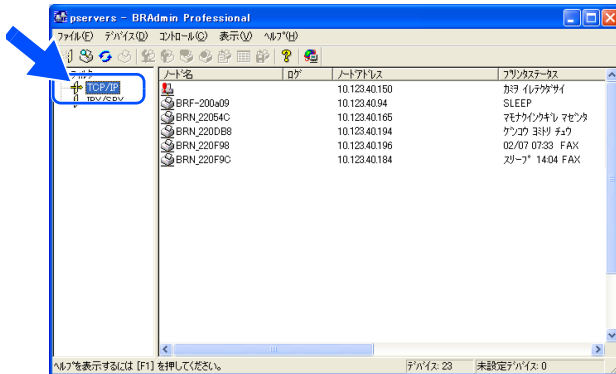 pservers - BRAdmin Professional
ファイル(F) デバイス(D) コントロール(C) 表示(V) ヘルプ(H)
フィルタ
TCP/IP
IPX/SPX
ノード名 ログ ノードアドレス プリンタステータス
10.123.40.150 カミヲ イレテクダサイ
BRF-200a09 10.123.40.94 SLEEP
BRN_22054C 10.123.40.165 マモナクインクギレ マゼンタ
BRN_220DB8 10.123.40.194 ゲンコウ ヨミトリ チュウ
BRN_220F98 10.123.40.196 02/07 07:33 FAX
BRN_220F9C 10.123.40.184 スリープ 14:04 FAX
ヘルプを表示するには [F1] を押してください。 デバイス: 23 未設定デバイス: 0